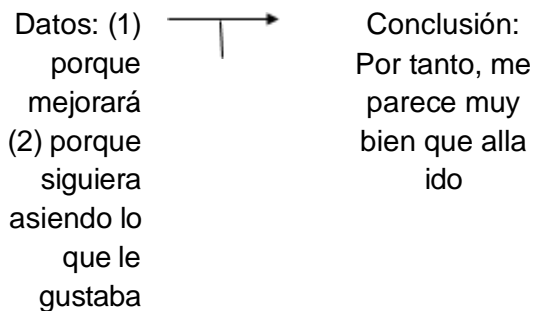 Datos: (1)
porque
mejorará
(2) porque
siguiera
asiendo lo
que le
gustaba
Conclusión:
Por tanto, me
parece muy
bien que alla
ido